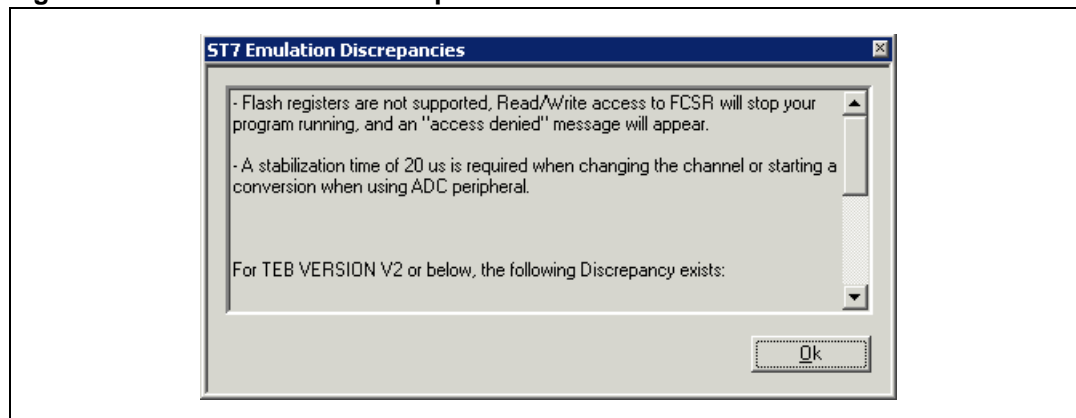 ST7 Emulation Discrepancies
- Flash registers are not supported, Read/Write access to FCSR will stop your
program running, and an "access denied" message will appear.
- A stabilization time of 20 us is required when changing the channel or starting a
conversion when using ADC peripheral.
For TEB VERSION V2 or below, the following Discrepancy exists:
Ok